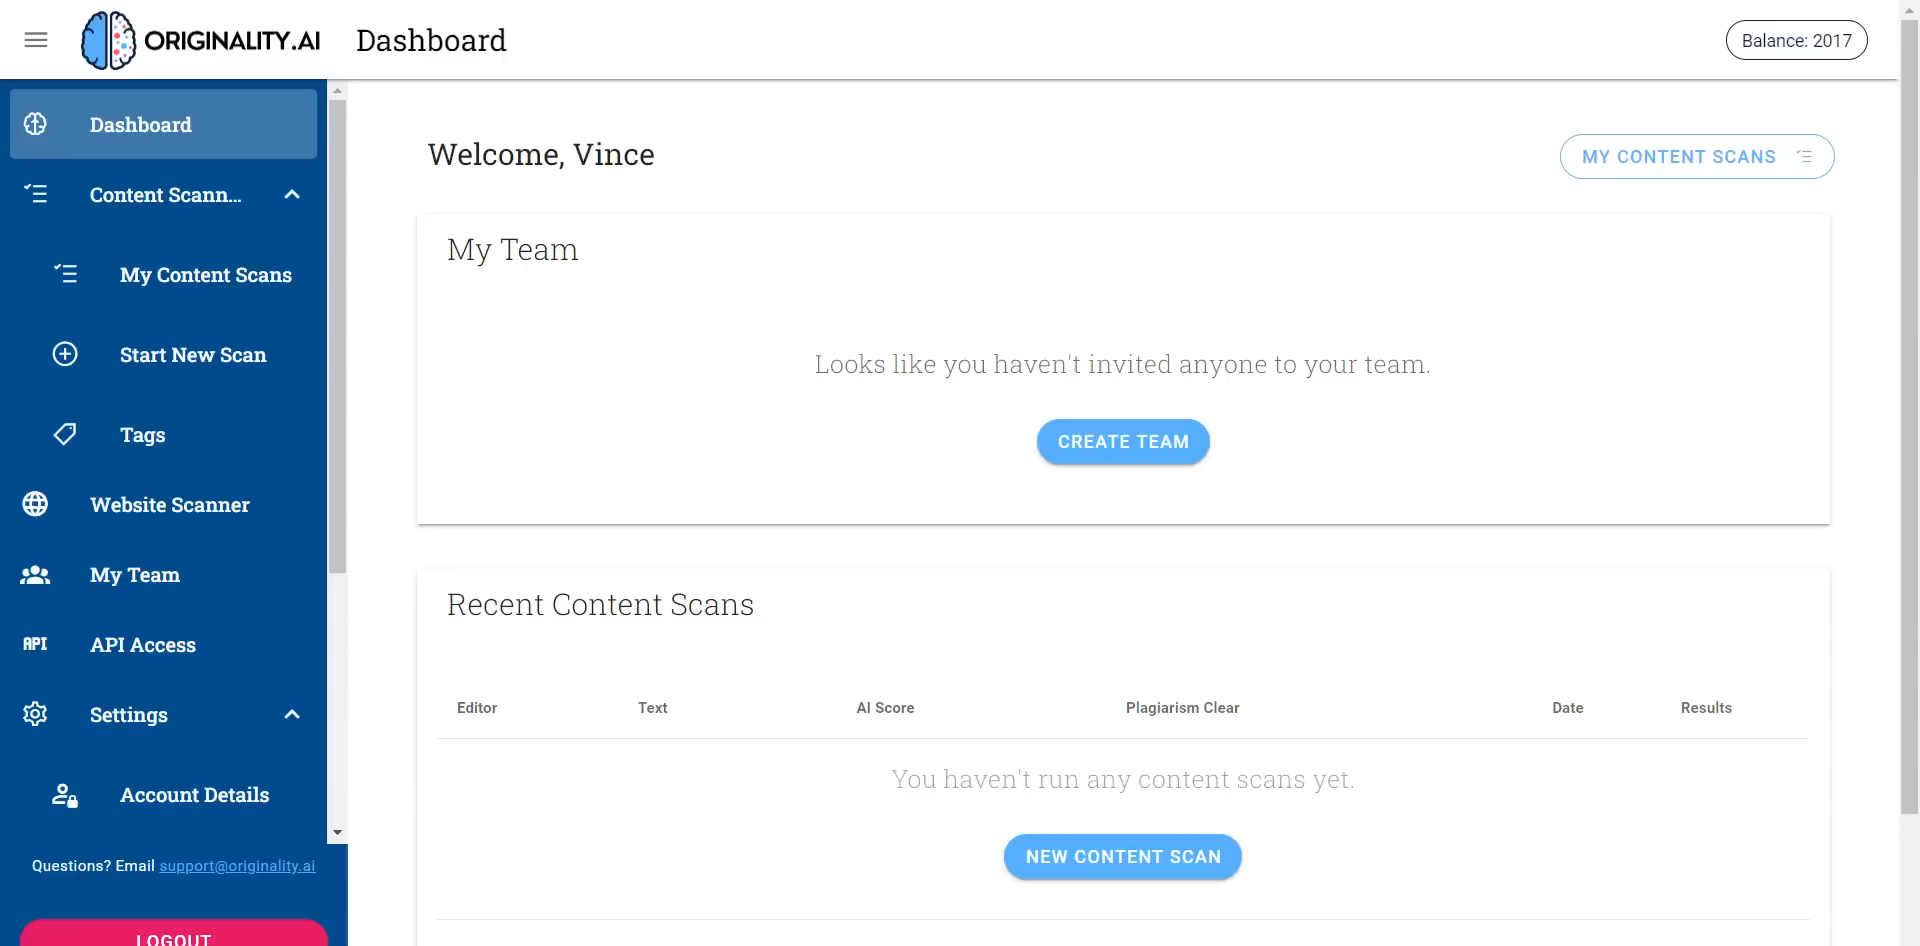 ORIGINALITY.AI
Dashboard
Balance: 2017
Dashboard
Content Scann...
My Content Scans
Start New Scan
Tags
Website Scanner
My Team
API
API Access
Settings
Account Details
Questions? Email support@originality.ai
LOGOUT
Welcome, Vince
MY CONTENT SCANS
My Team
Looks like you haven't invited anyone to your team.
CREATE TEAM
Recent Content Scans
Editor Text AI Score Plagiarism Clear Date Results
You haven't run any content scans yet.
NEW CONTENT SCAN